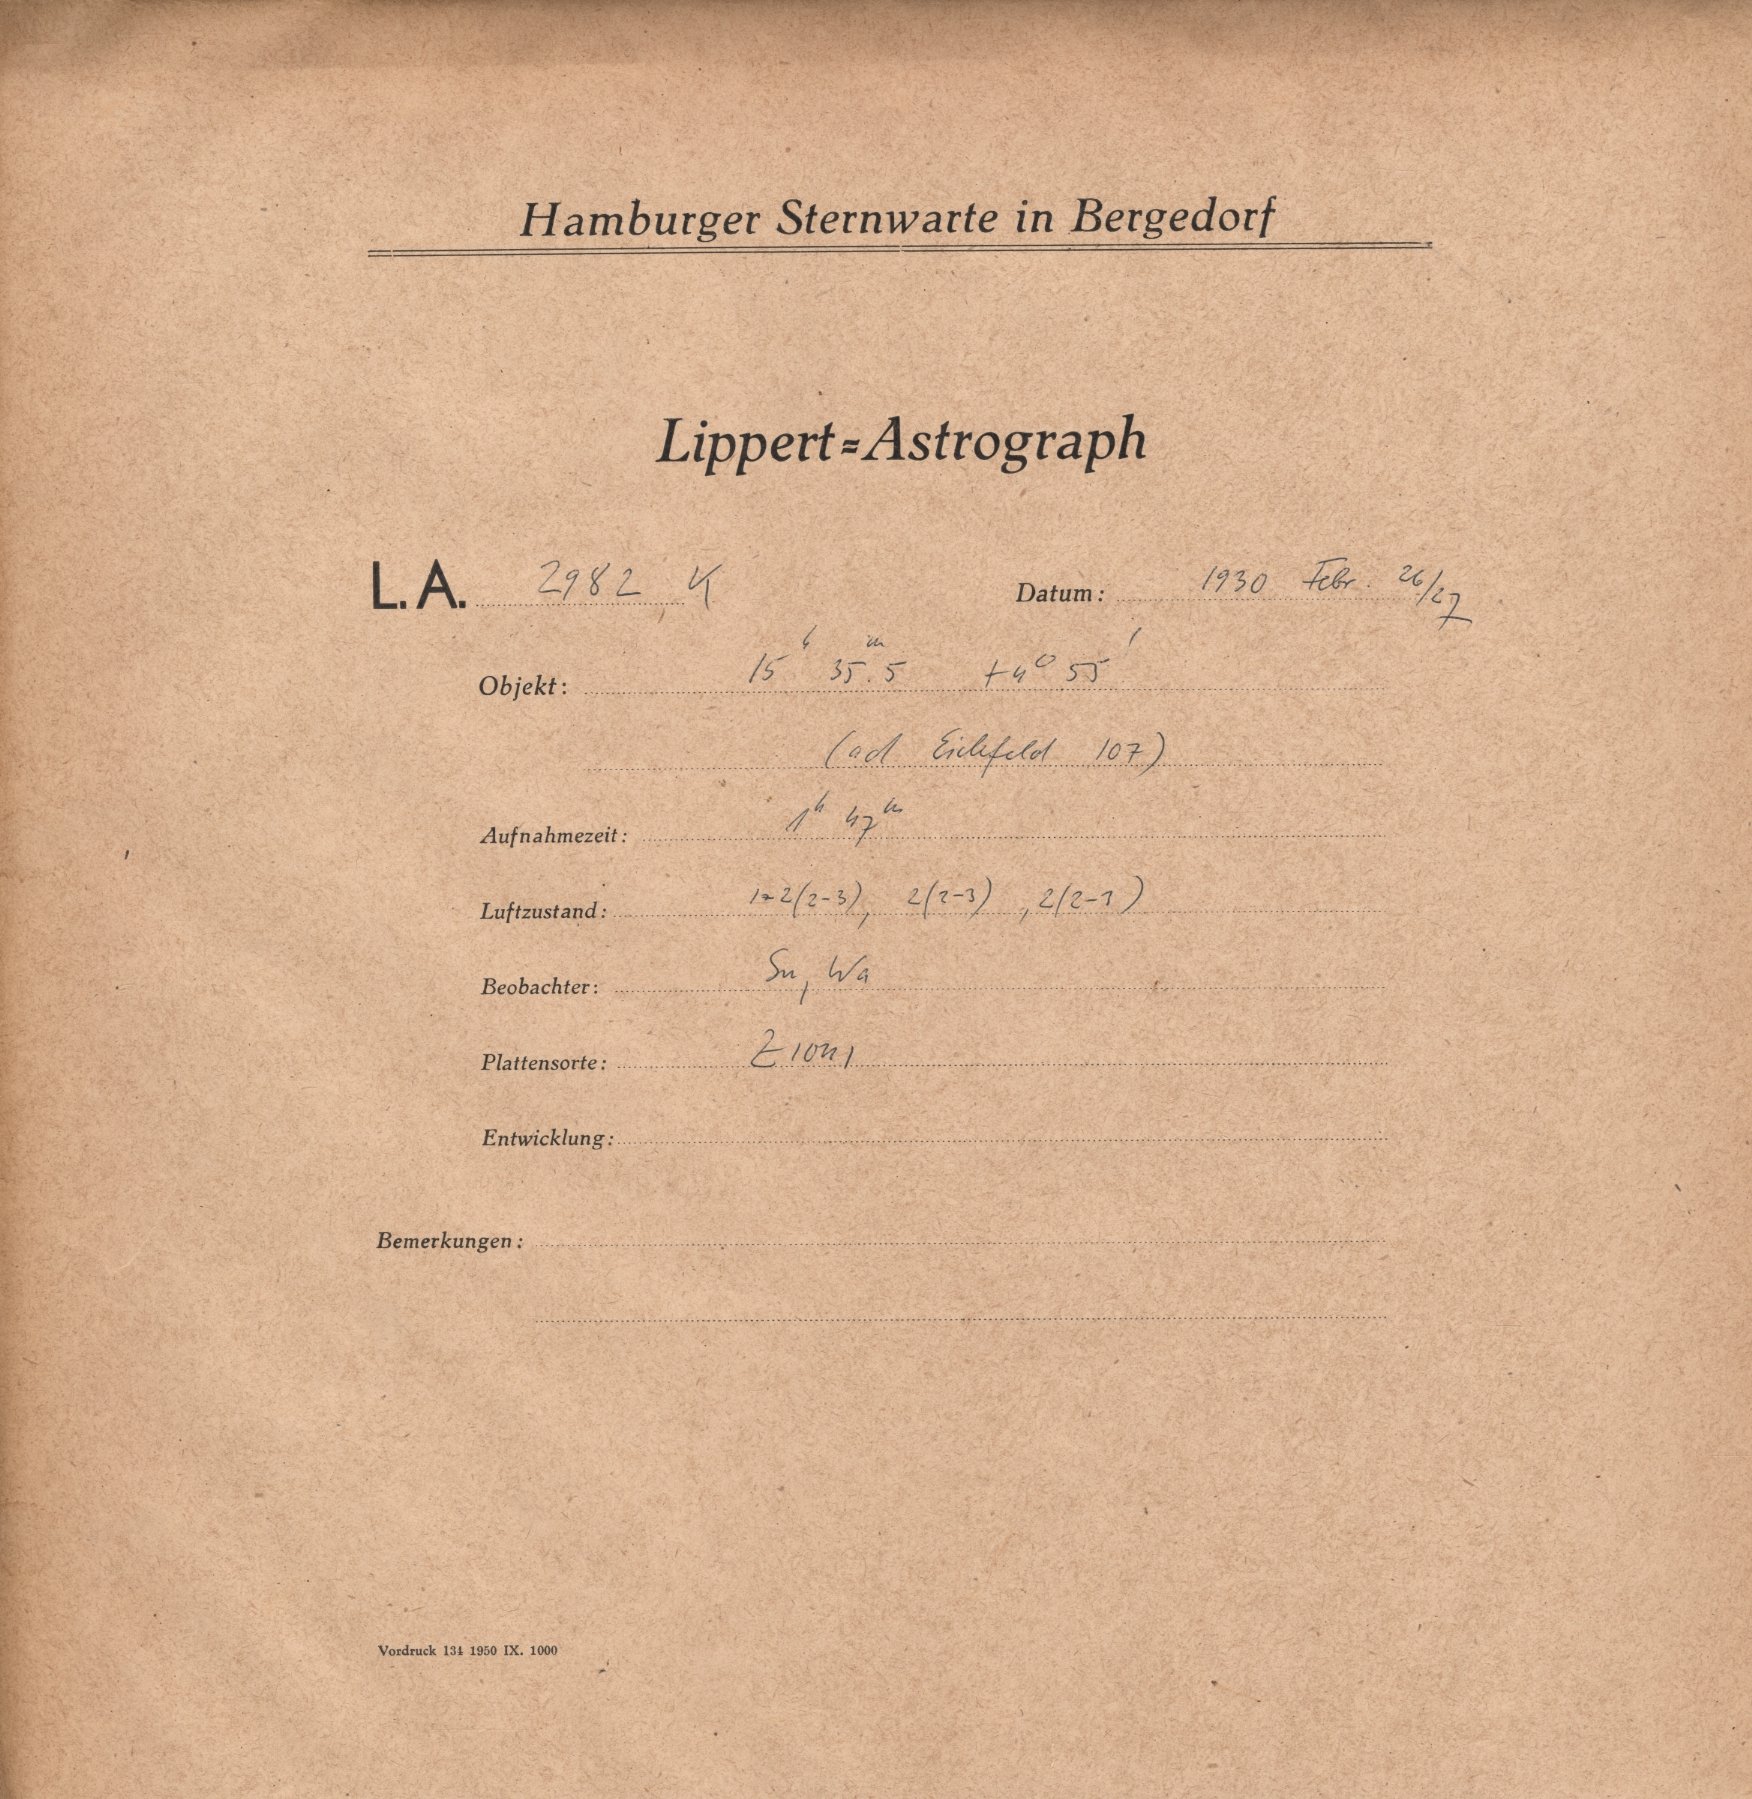 Hamburger Sternwarte in Bergedorf
Lippert=Astrograph
L.A. 2982 K Datum: 1930 Febr. 26/27
Objekt: 15h 35m.5 +4° 55'
(ad Eichfeld 107)
Aufnahmezeit: 1h 47m
Luftzustand: 1-2(2-3), 2(2-3), 2(2-3)
Beobachter: Su, Wa
Plattensorte:
Entwicklung:
Bemerkungen:
Vordruck 134 1950 IX. 1000